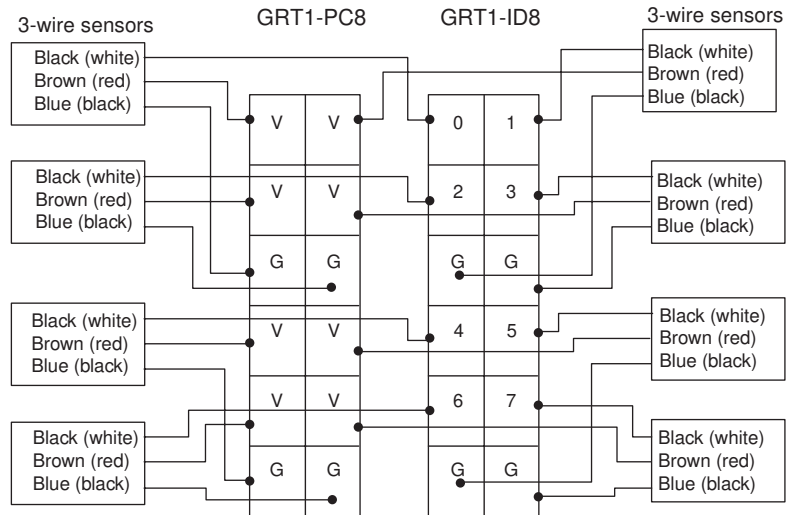 3-wire sensors
GRT1-PC8
GRT1-ID8
3-wire sensors
Black (white)
Brown (red)
Blue (black)
Black (white)
Brown (red)
Blue (black)
V V 0 1
Black (white)
Brown (red)
Blue (black)
V V 2 3
Black (white)
Brown (red)
Blue (black)
G G G G
Black (white)
Brown (red)
Blue (black)
V V 4 5
Black (white)
Brown (red)
Blue (black)
V V 6 7
Black (white)
Brown (red)
Blue (black)
G G G G
Black (white)
Brown (red)
Blue (black)